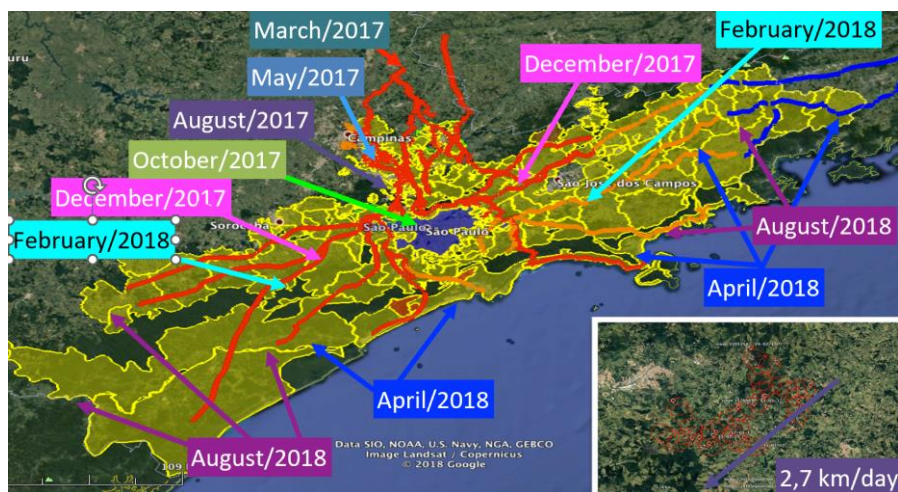 March/2017
February/2018
uru
May/2017
December/2017
August/2017
Campinas
October/2017
December/2017
São José dos Campos
Sorocaba
São Paulo
São Paulo
February/2018
August/2018
April/2018
April/2018
August/2018
Data SIO, NOAA, U.S. Navy, NGA, GEBCO
Image Landsat / Copernicus
© 2018 Google
109
2,7 km/day